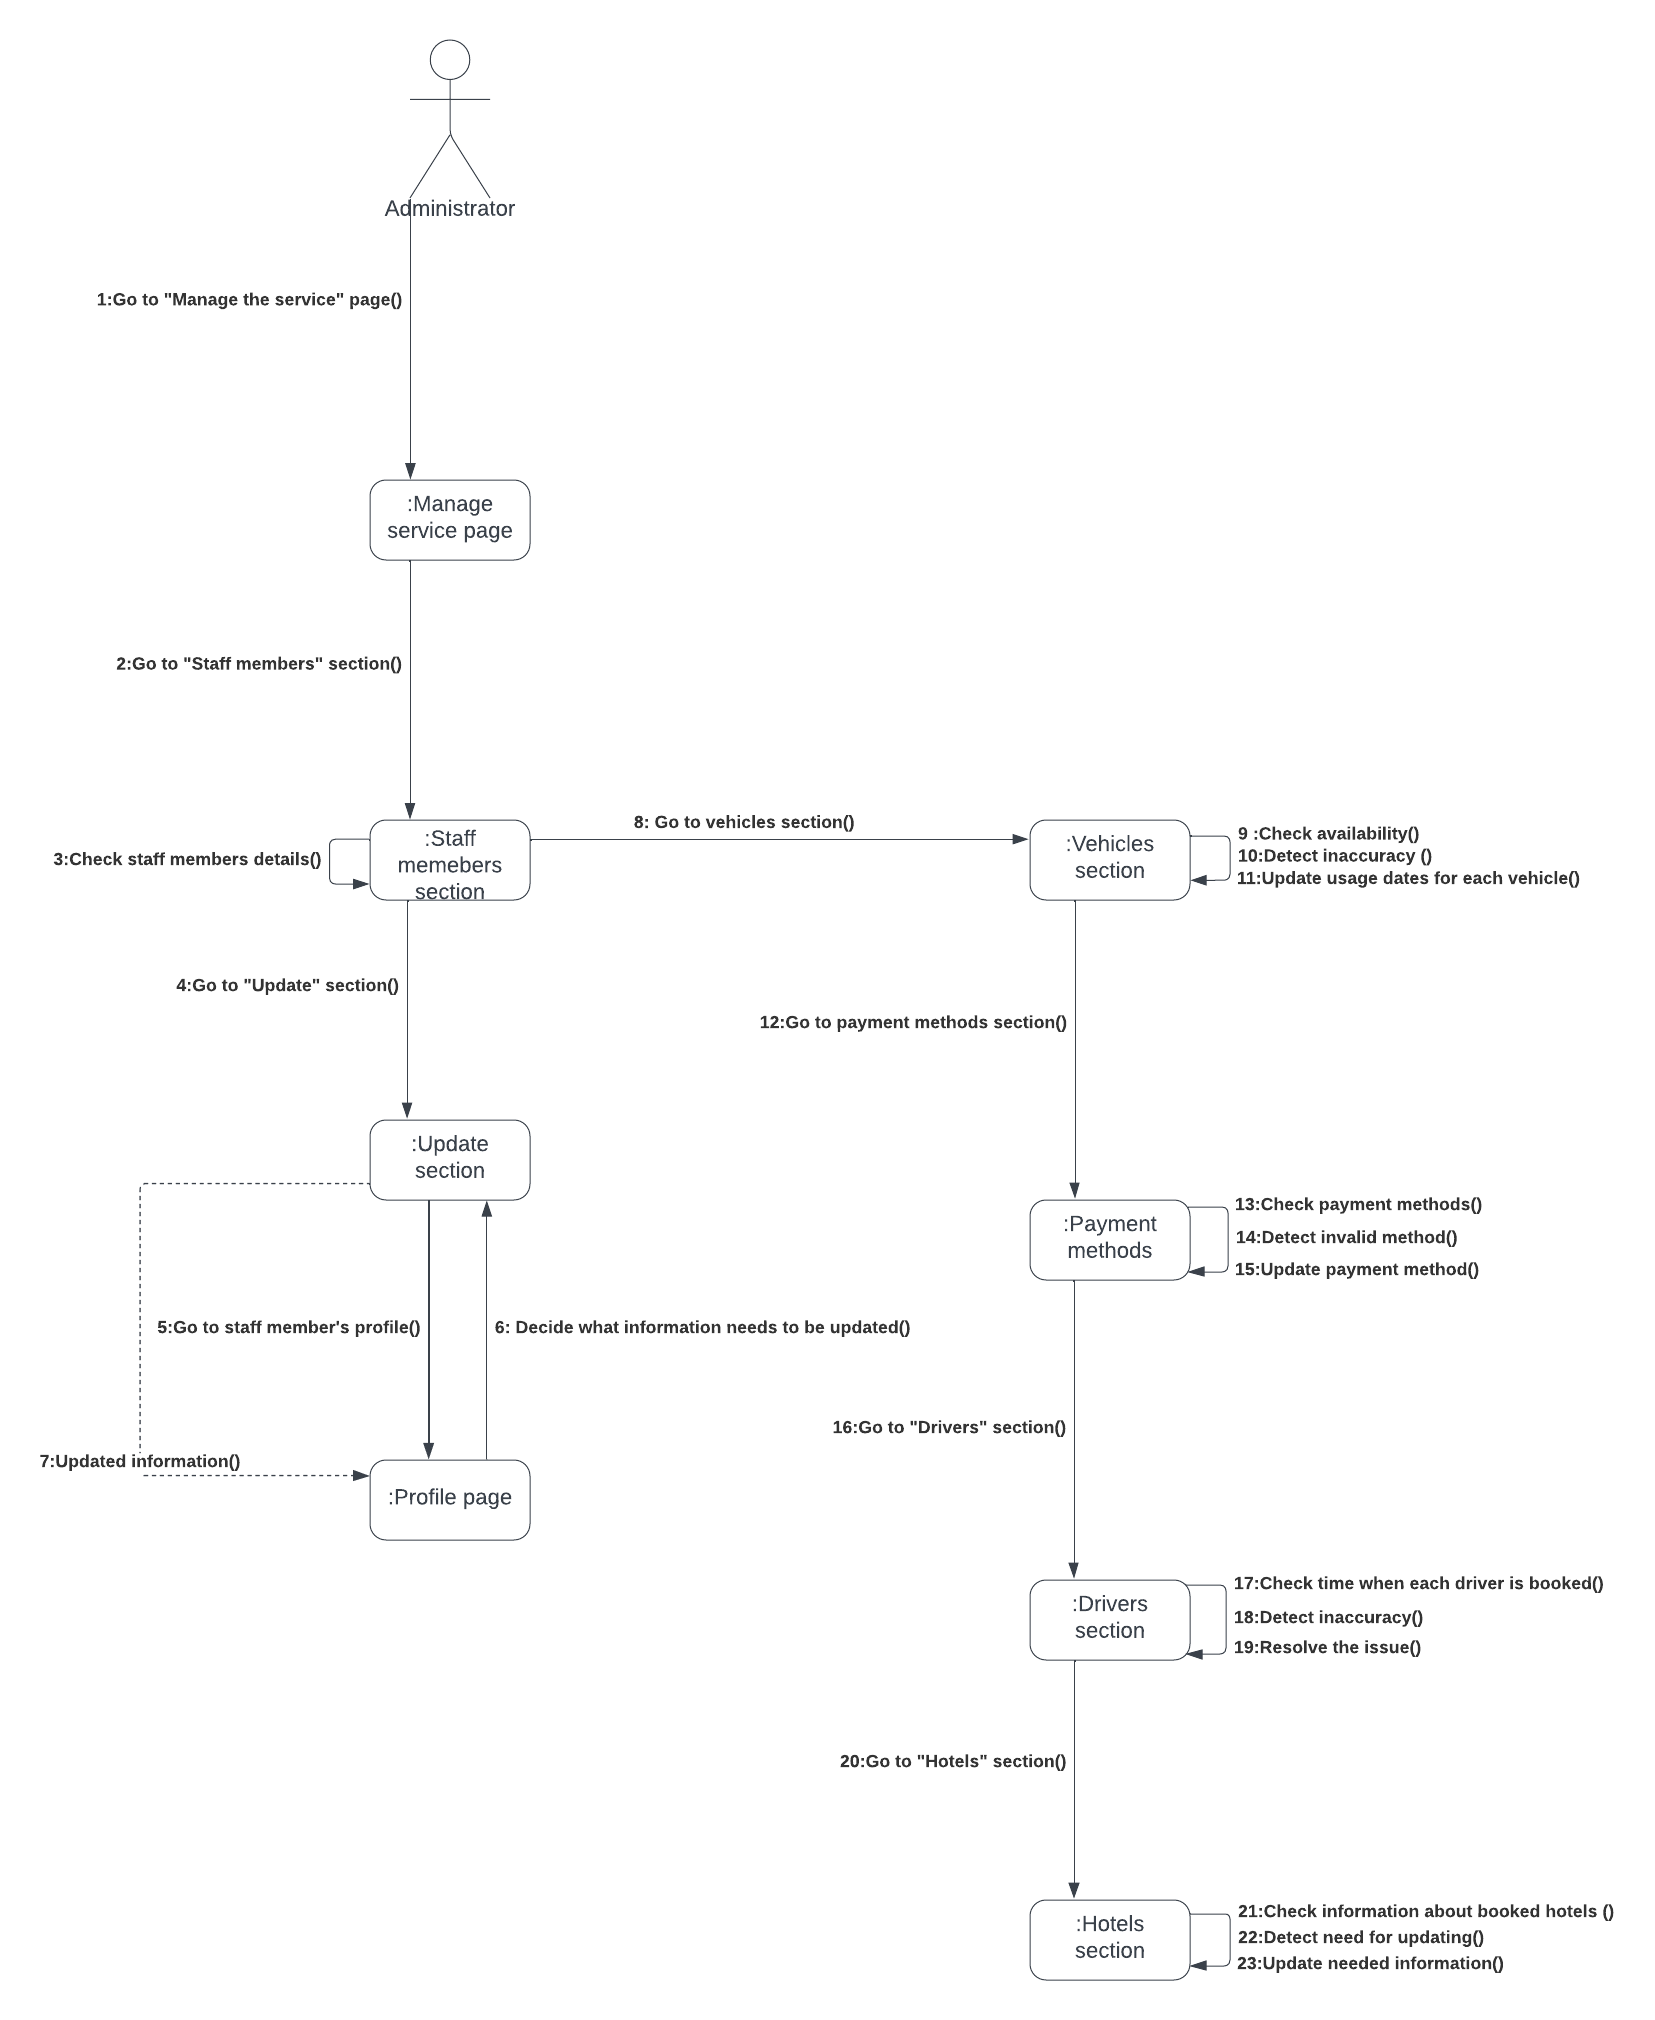 Administrator
1:Go to "Manage the service" page()
:Manage
service page
2:Go to "Staff members" section()
:Staff
memebers
section
3:Check staff members details()
8: Go to vehicles section()
:Vehicles
section
9 :Check availability()
10:Detect inaccuracy ()
11:Update usage dates for each vehicle()
4:Go to "Update" section()
12:Go to payment methods section()
:Update
section
:Payment
methods
13:Check payment methods()
14:Detect invalid method()
15:Update payment method()
5:Go to staff member's profile()
6: Decide what information needs to be updated()
16:Go to "Drivers" section()
7:Updated information()
:Profile page
:Drivers
section
17:Check time when each driver is booked()
18:Detect inaccuracy()
19:Resolve the issue()
20:Go to "Hotels" section()
:Hotels
section
21:Check information about booked hotels ()
22:Detect need for updating()
23:Update needed information()